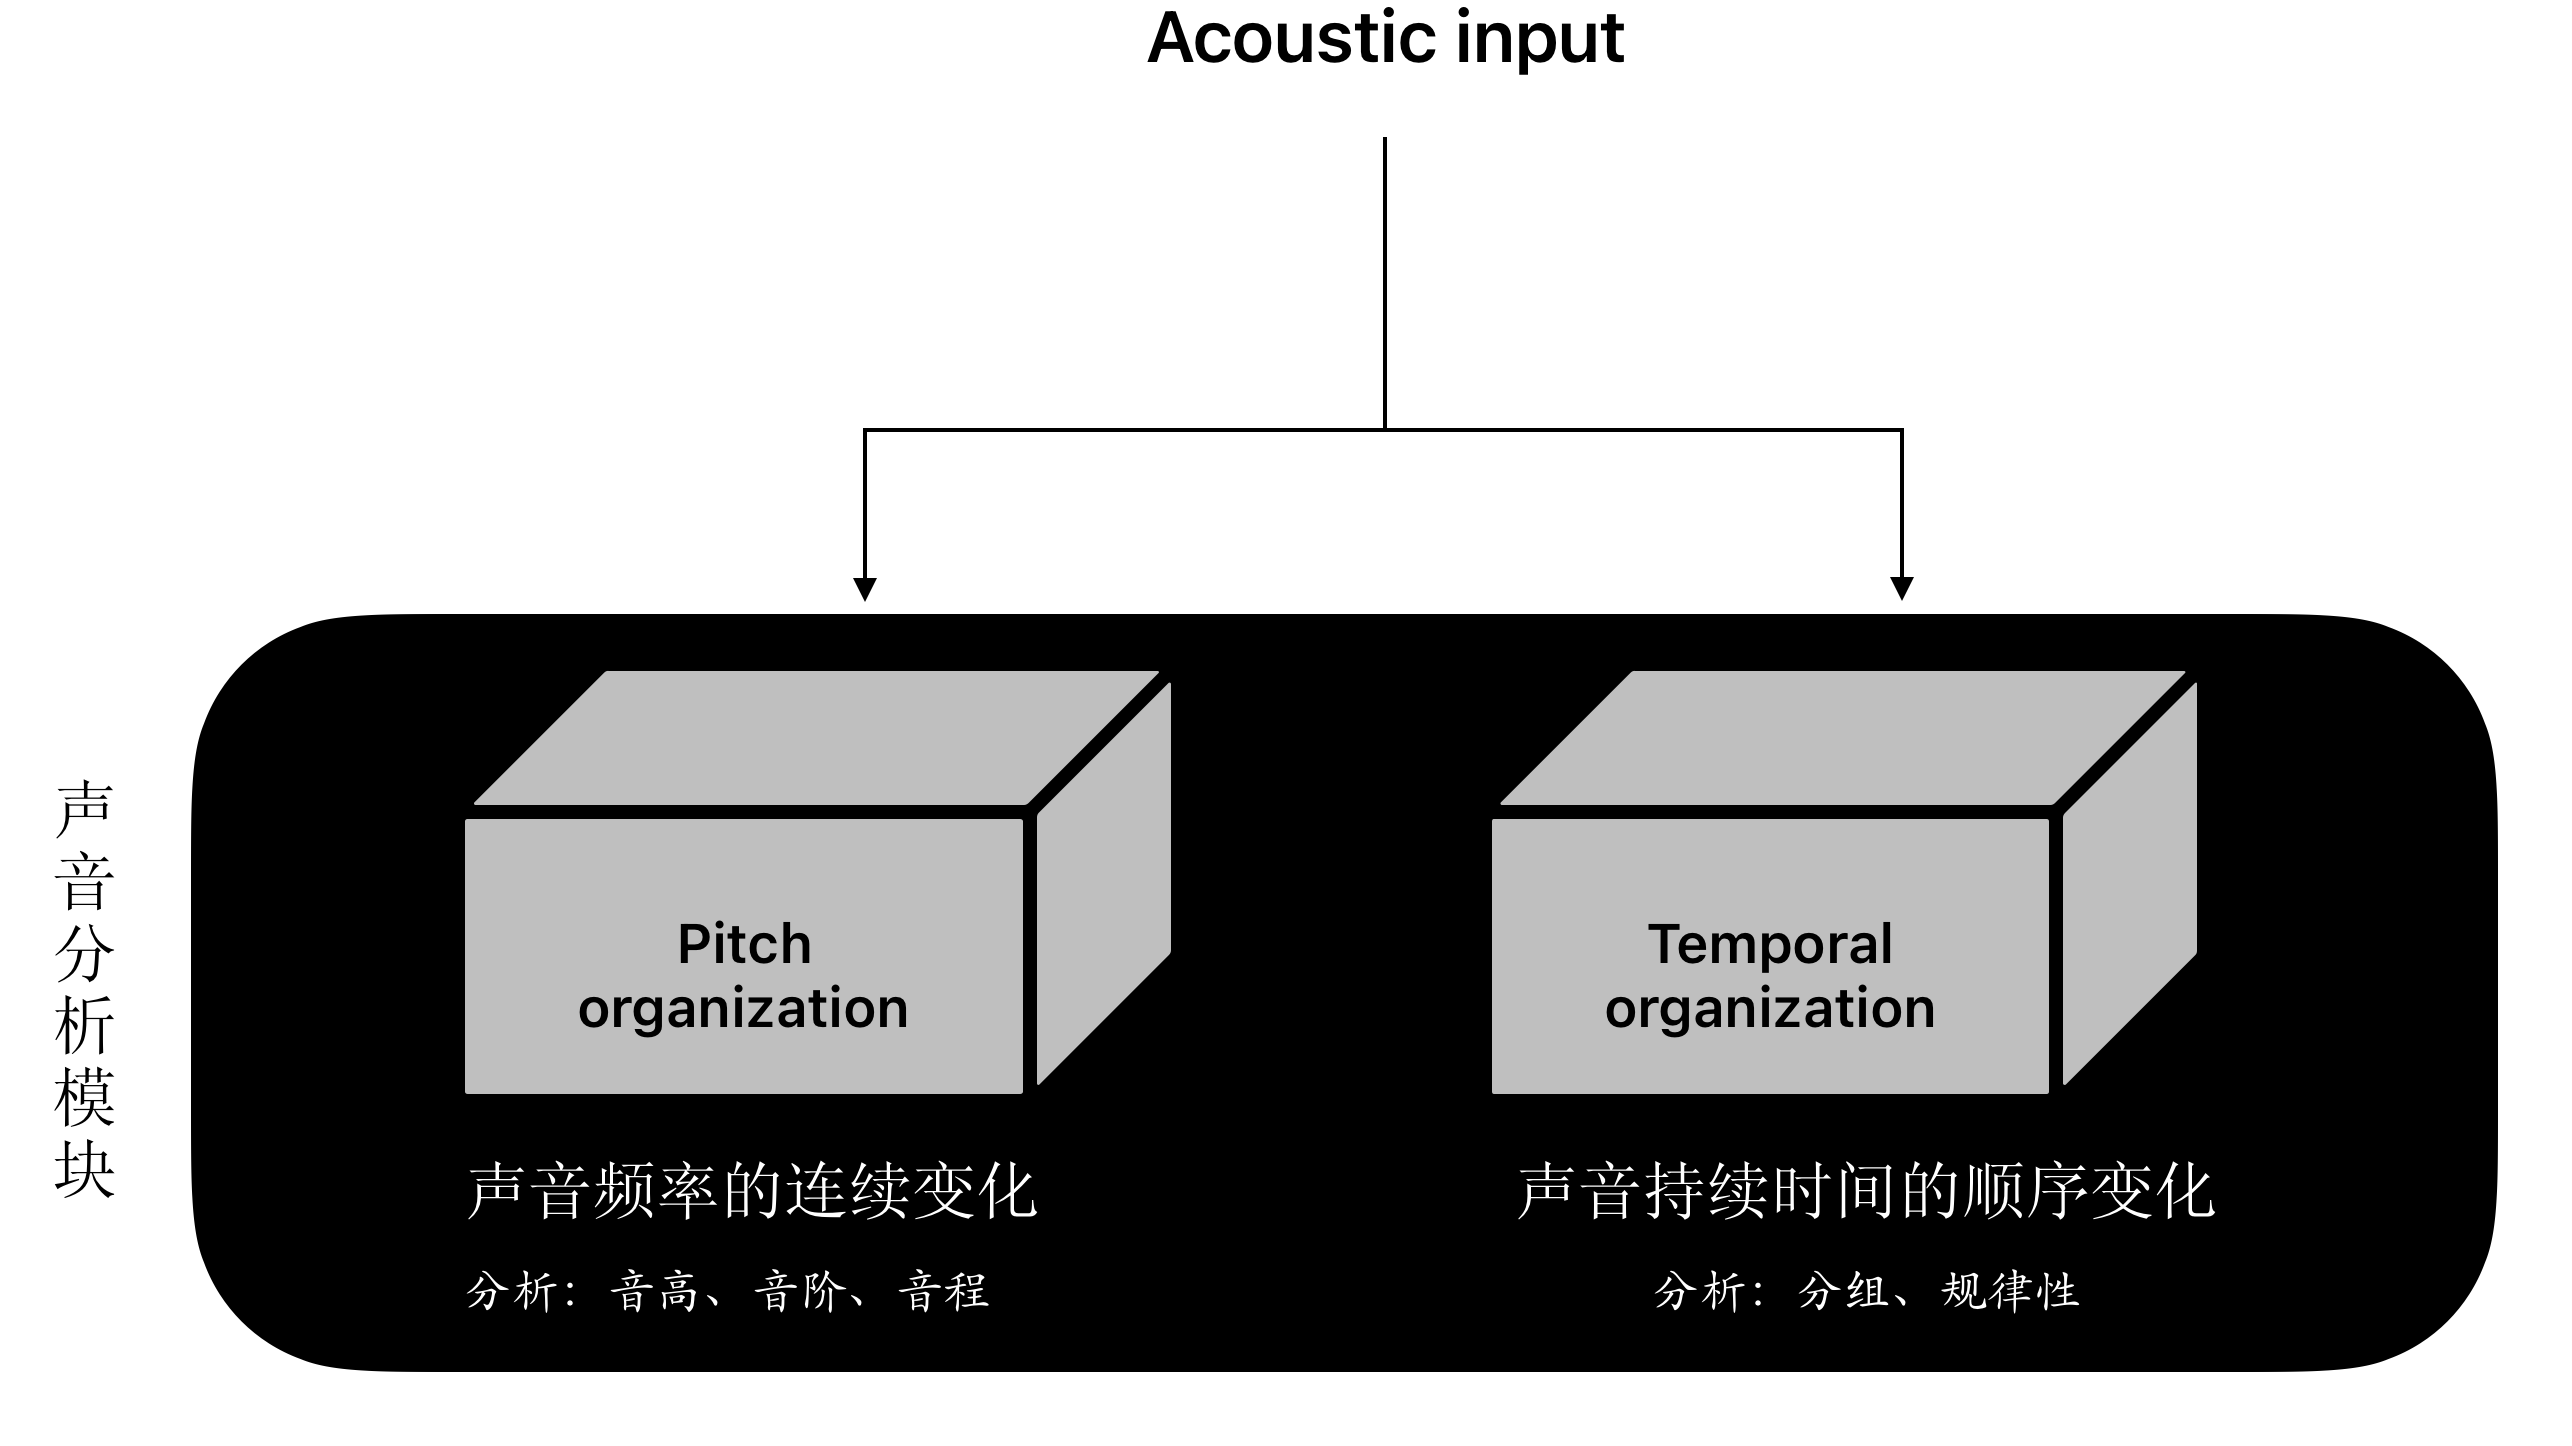 Acoustic input
声音分析模块
Pitch
organization
声音频率的连续变化
分析：音高、音阶、音程
Temporal
organization
声音持续时间的顺序变化
分析：分组、规律性